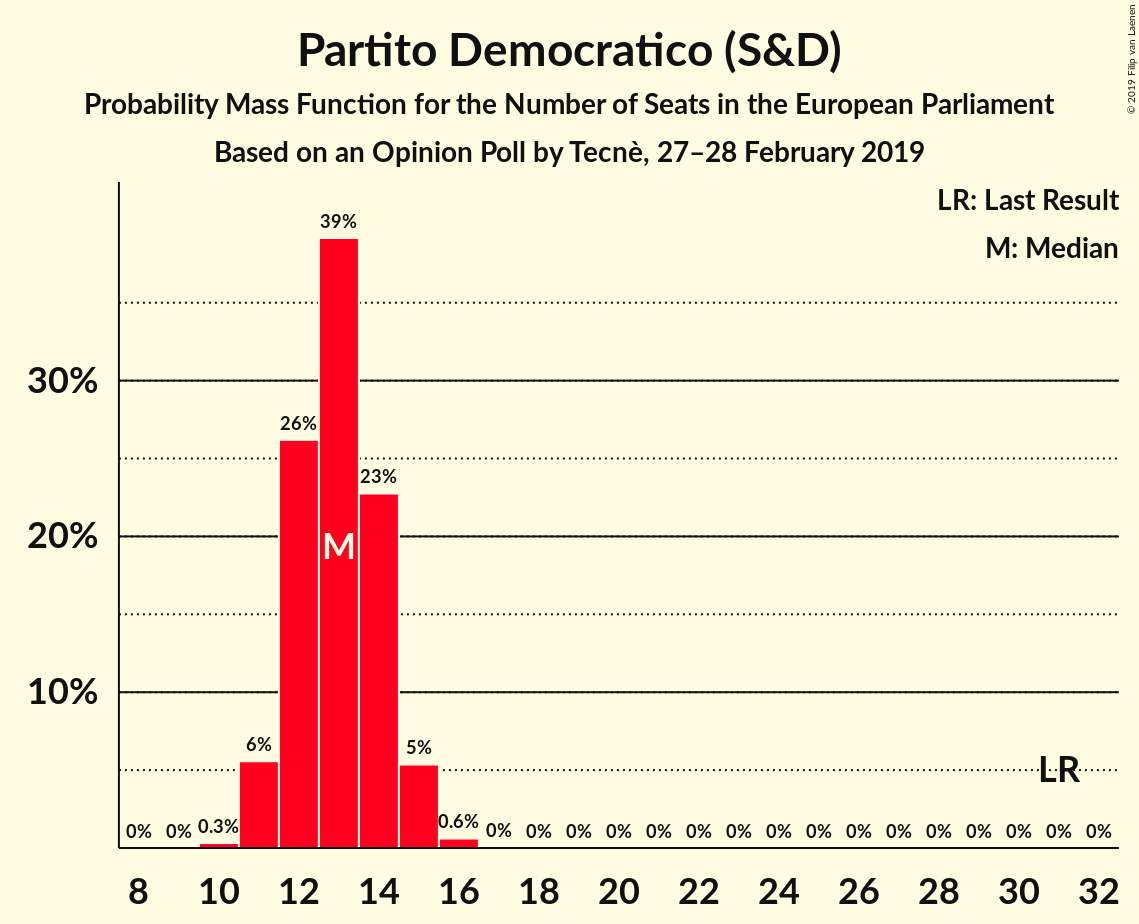 Partito Democratico (S&D)
Probability Mass Function for the Number of Seats in the European Parliament
Based on an Opinion Poll by Tecnè, 27–28 February 2019
© 2019 Filip van Laenen
LR: Last Result
M: Median
30%
20%
10%
0% 0% 0.3% 6% 26% 39% 23% 5% 0.6% 0% 0% 0% 0% 0% 0% 0% 0% 0% 0% 0% 0% 0% 0% 0% 0%
M
LR
8 10 12 14 16 18 20 22 24 26 28 30 32